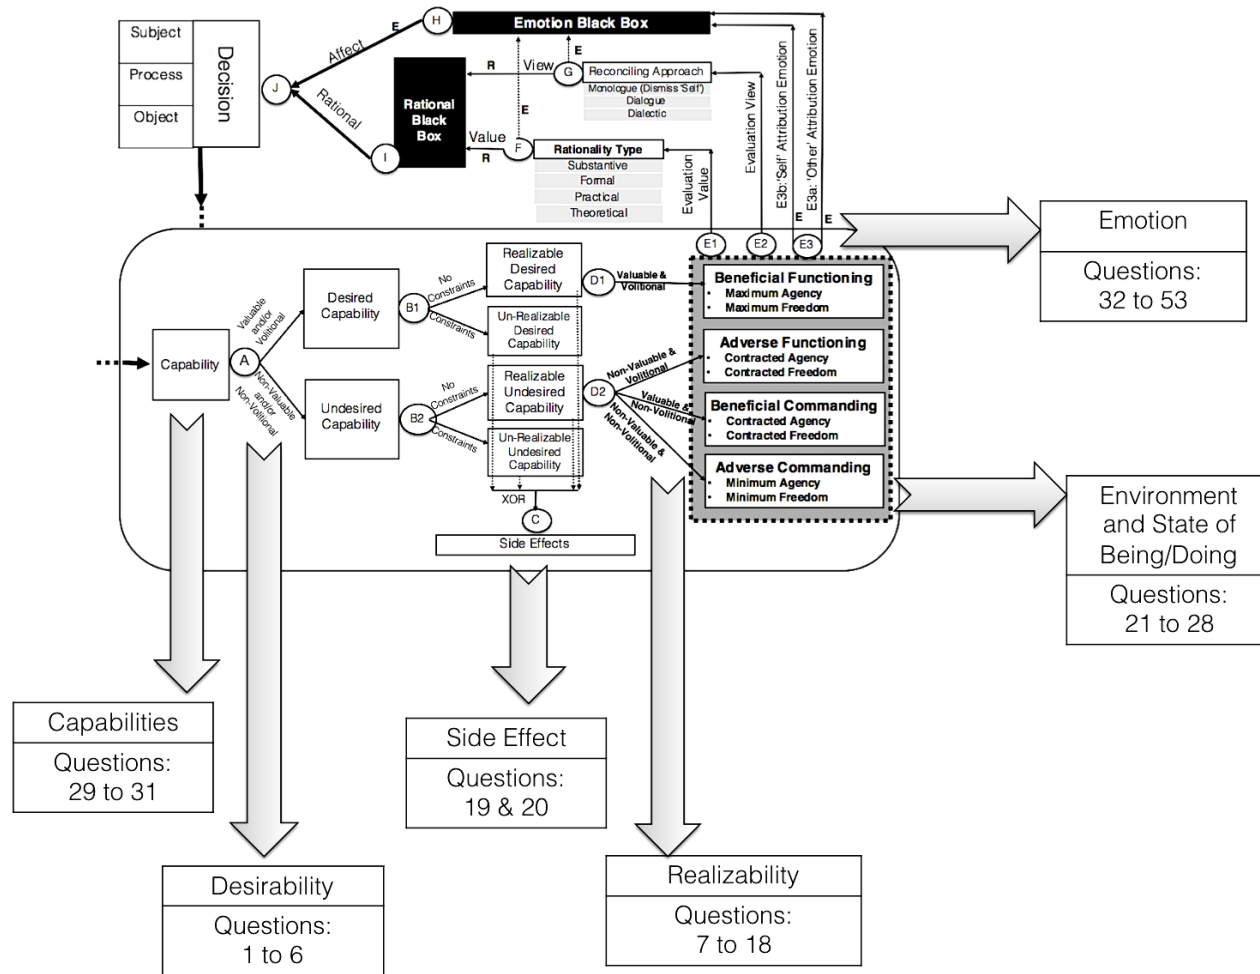 Subject
Process
Object
Decision
J
E
Affect
Rational
H
I
Emotion Black Box
Rational
Black
Box
R
View
E
G
Reconciling Approach
Monologue (Dismiss 'Self')
Dialogue
Dialectic
E
Value
R
F
Rationality Type
Substantive
Formal
Practical
Theoretical
Evaluation
Value
Evaluation View
E3b:'Self' Attribution Emotion
E3a: 'Other' Attribution Emotion
E
E
E1
E2
E3
Capability
A
Valuable
and/or
Volitional
Non-Valuable
and/or
Non-Volitional
Desired
Capability
Undesired
Capability
B1
No
Constraints
Constraints
B2
No
Constraints
Constraints
Realizable
Desired
Capability
Un-Realizable
Desired
Capability
Realizable
Undesired
Capability
Un-Realizable
Undesired
Capability
XOR
C
Side Effects
D1
Valuable &
Volitional
D2
Non-Valuable &
Volitional
Valuable &
Non-Volitional
Non-Valuable &
Non-Volitional
Beneficial Functioning
• Maximum Agency
• Maximum Freedom
Adverse Functioning
• Contracted Agency
• Contracted Freedom
Beneficial Commanding
• Contracted Agency
• Contracted Freedom
Adverse Commanding
• Minimum Agency
• Minimum Freedom
Emotion
Questions:
32 to 53
Environment
and State of
Being/Doing
Questions:
21 to 28
Capabilities
Questions:
29 to 31
Side Effect
Questions:
19 & 20
Desirability
Questions:
1 to 6
Realizability
Questions:
7 to 18